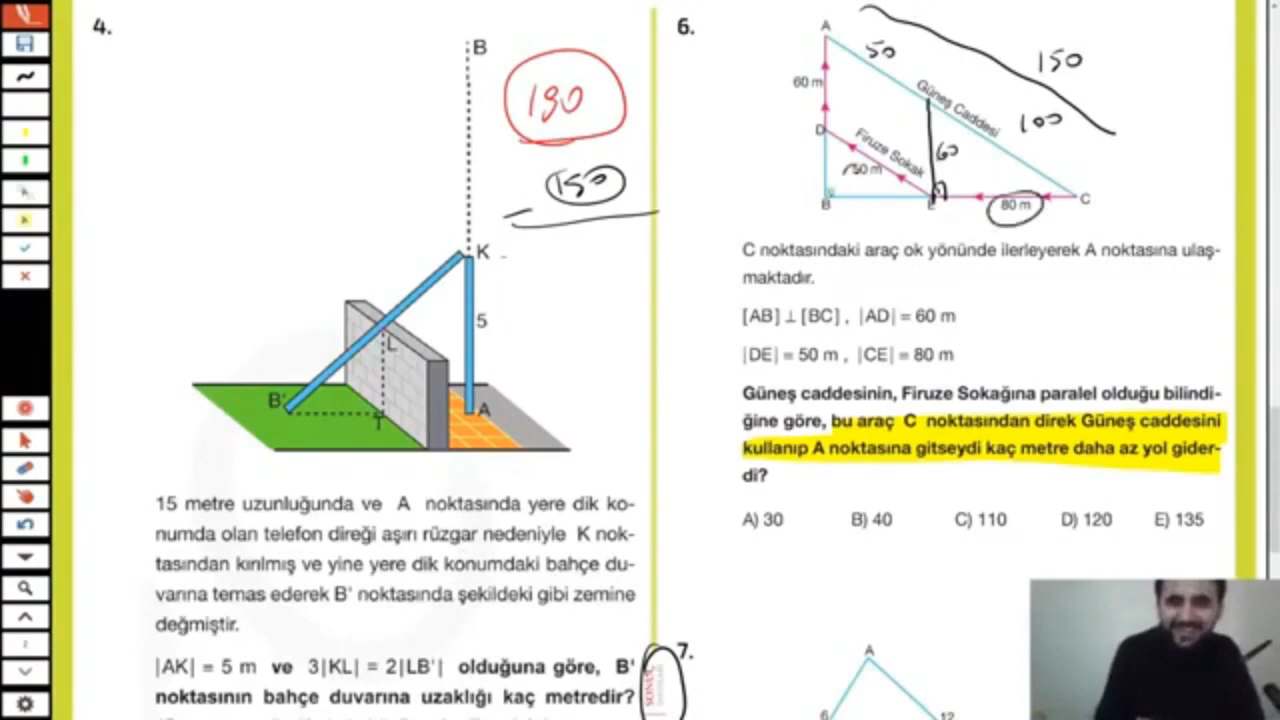 4.
B
190
150
K
5
L
B'
T
A
15 metre uzunluğunda ve A noktasında yere dik ko-
numda olan telefon direği aşırı rüzgar nedeniyle K nok-
tasından kırılmış ve yine yere dik konumdaki bahçe du-
varına temas ederek B' noktasında şekildeki gibi zemine
değmiştir.
|AK| = 5 m ve 3|KL| = 2|LB'| olduğuna göre, B'
noktasının bahçe duvarına uzaklığı kaç metredir?
6.
A
50
150
60 m
Güneş Caddesi
100
D
Firuze Sokak
60
50 m
B
E
80 m
C
C noktasındaki araç ok yönünde ilerleyerek A noktasına ulaş-
maktadır.
[AB] ⊥ [BC] , |AD| = 60 m
|DE| = 50 m , |CE| = 80 m
Güneş caddesinin, Firuze Sokağına paralel olduğu bilindi-
ğine göre, bu araç C noktasından direk Güneş caddesini
kullanıp A noktasına gitseydi kaç metre daha az yol gider-
di?
A) 30 B) 40 C) 110 D) 120 E) 135
7.
A
6
12